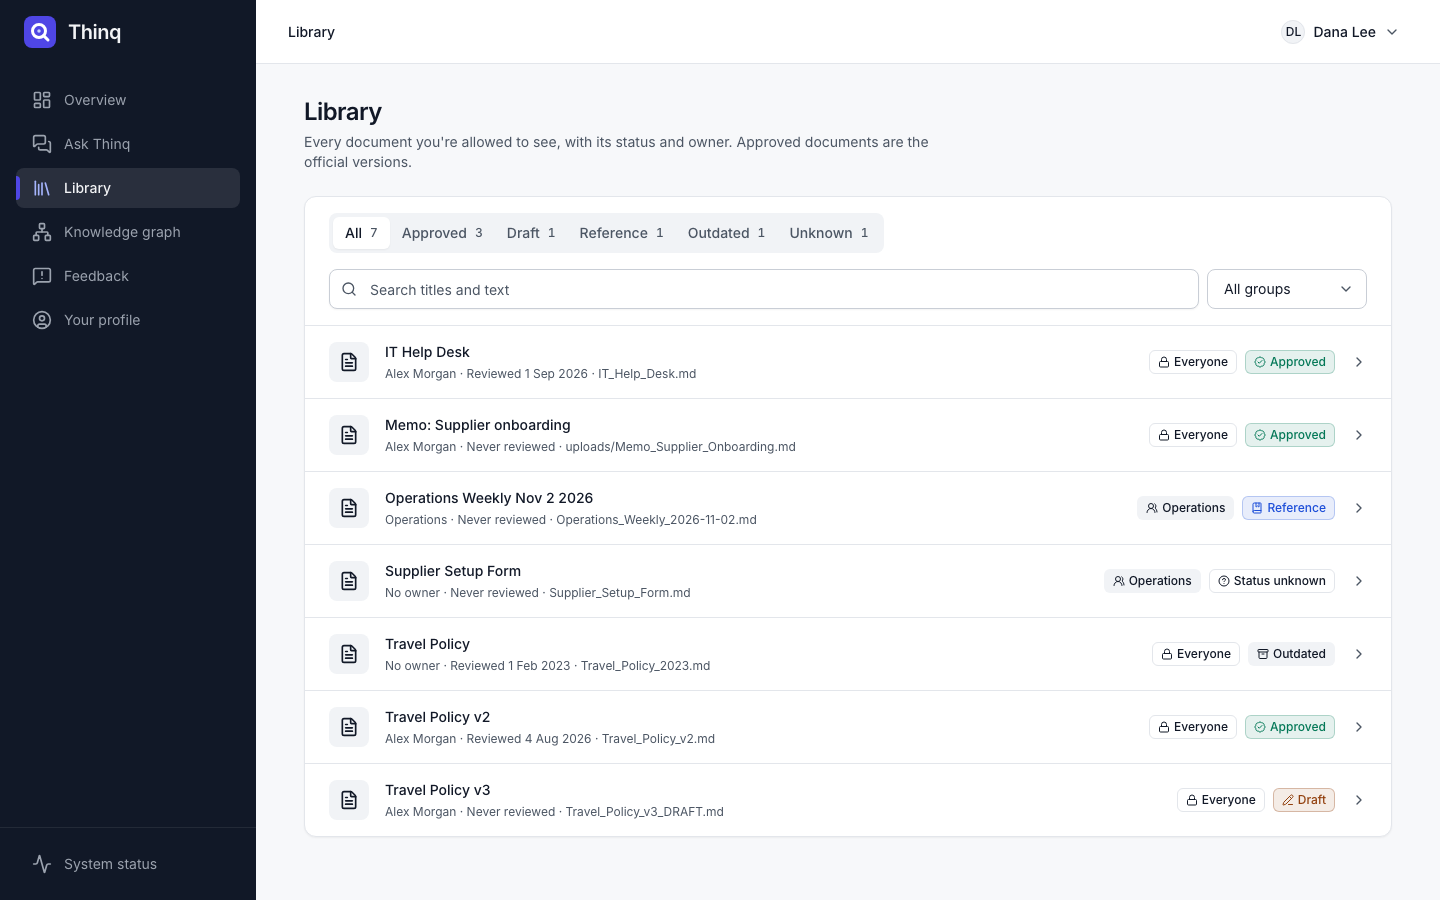 Thinq
Library
DL Dana Lee
Overview
Ask Thinq
Library
Knowledge graph
Feedback
Your profile
System status
Library
Every document you're allowed to see, with its status and owner. Approved documents are the
official versions.
All 7 Approved 3 Draft 1 Reference 1 Outdated 1 Unknown 1
Search titles and text
All groups
IT Help Desk
Alex Morgan · Reviewed 1 Sep 2026 · IT_Help_Desk.md
Everyone Approved
Memo: Supplier onboarding
Alex Morgan · Never reviewed · uploads/Memo_Supplier_Onboarding.md
Everyone Approved
Operations Weekly Nov 2 2026
Operations · Never reviewed · Operations_Weekly_2026-11-02.md
Operations Reference
Supplier Setup Form
No owner · Never reviewed · Supplier_Setup_Form.md
Operations Status unknown
Travel Policy
No owner · Reviewed 1 Feb 2023 · Travel_Policy_2023.md
Everyone Outdated
Travel Policy v2
Alex Morgan · Reviewed 4 Aug 2026 · Travel_Policy_v2.md
Everyone Approved
Travel Policy v3
Alex Morgan · Never reviewed · Travel_Policy_v3_DRAFT.md
Everyone Draft